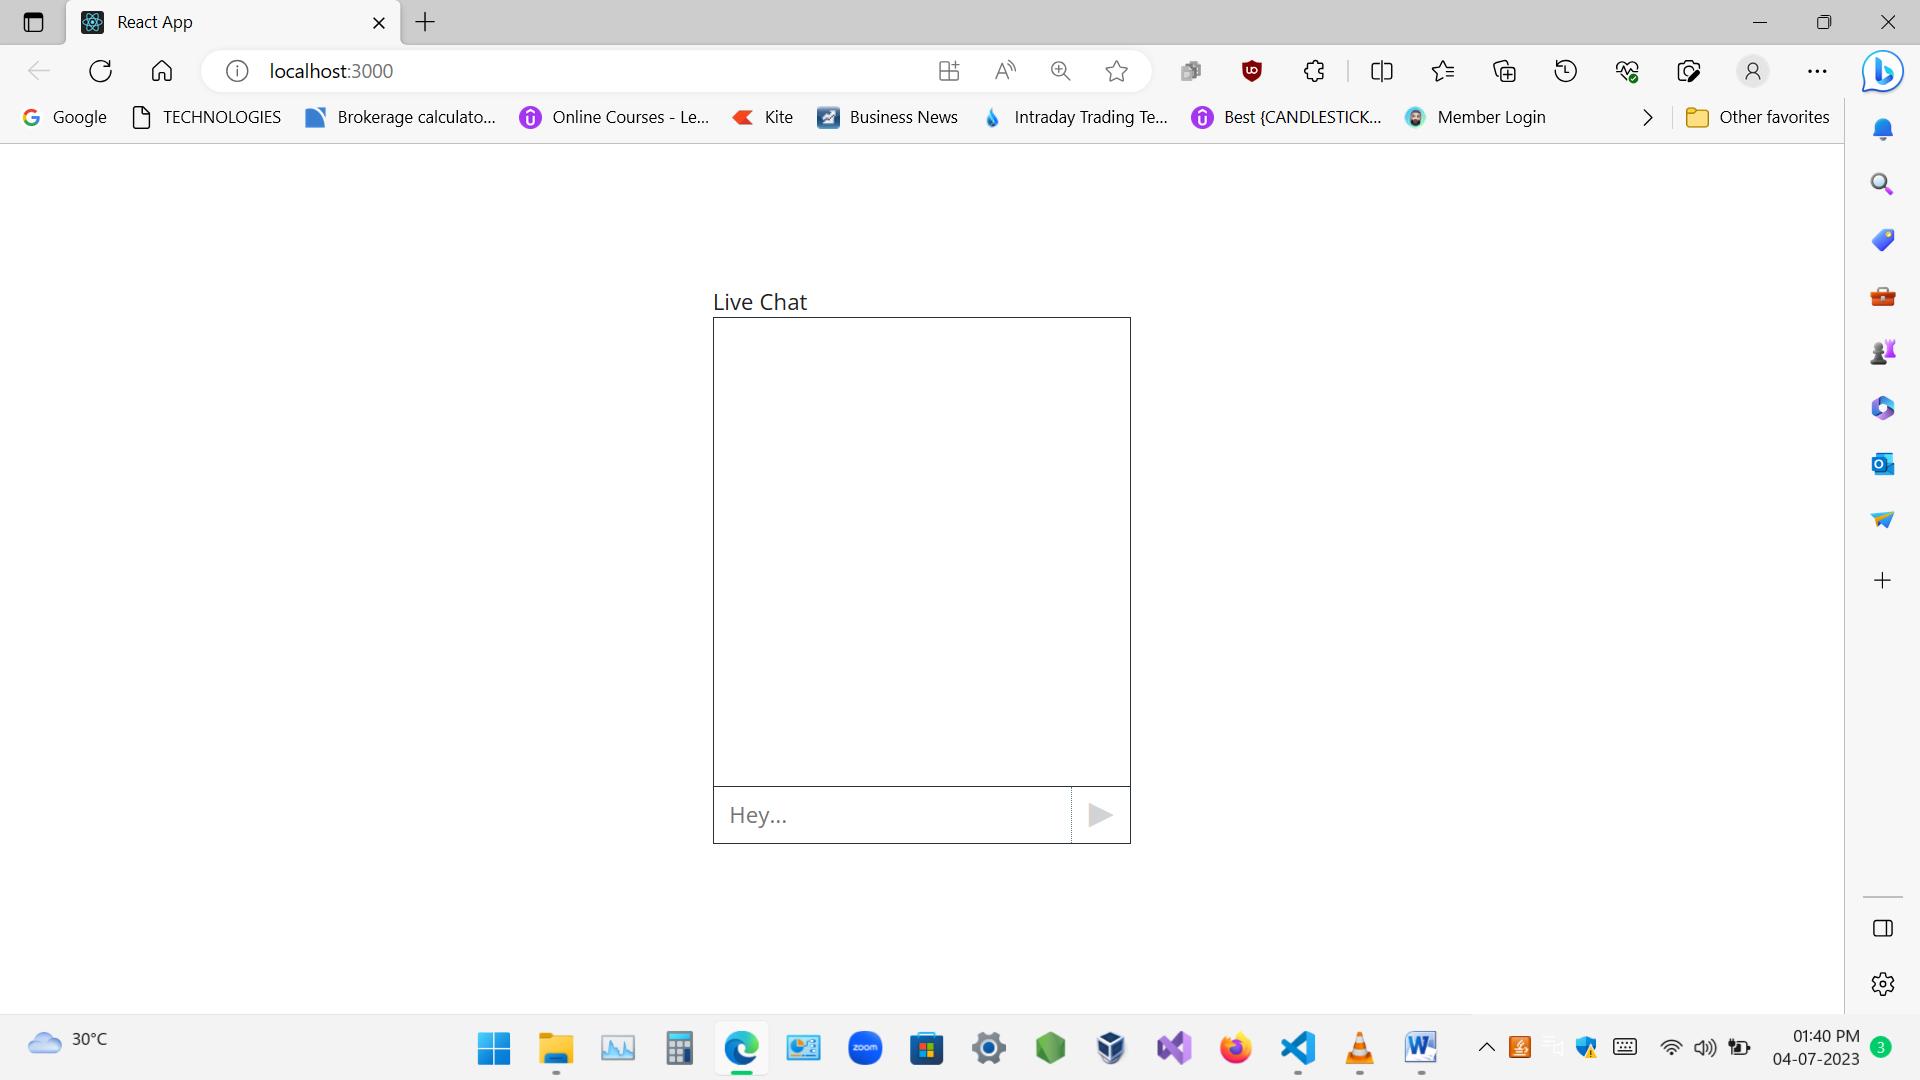 React App
localhost:3000
Google
TECHNOLOGIES
Brokerage calculato...
Online Courses - Le...
Kite
Business News
Intraday Trading Te...
Best {CANDLESTICK...
Member Login
Other favorites
Live Chat
Hey...
30°C
zoom
01:40 PM
04-07-2023
3